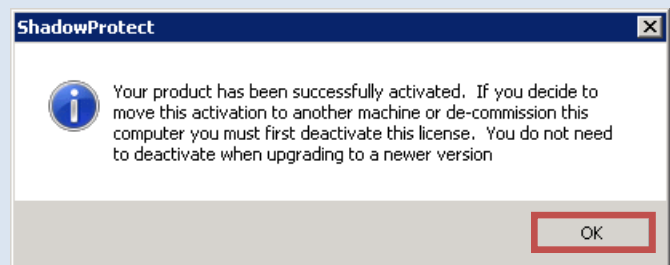 ShadowProtect
Your product has been successfully activated.  If you decide to
move this activation to another machine or de-commission this
computer you must first deactivate this license.  You do not need
to deactivate when upgrading to a newer version
OK